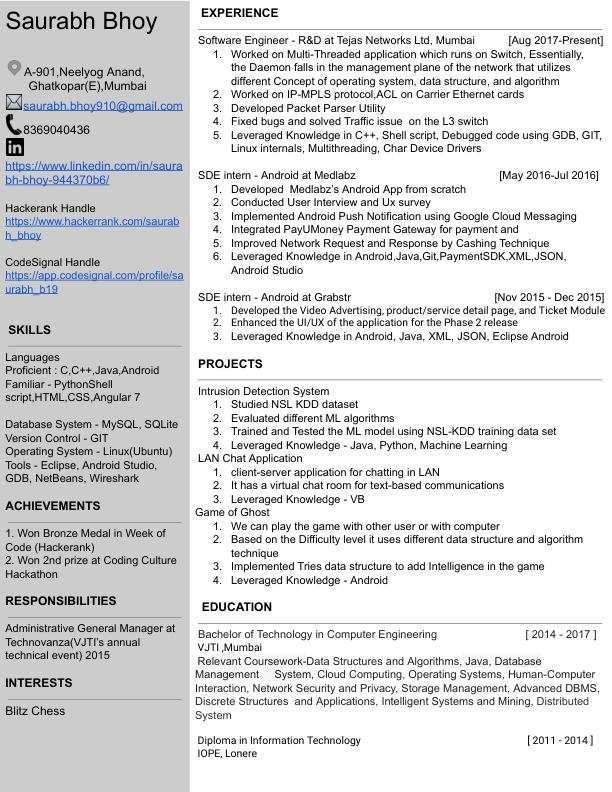 Saurabh Bhoy
A-901,Neelyog Anand,
Ghatkopar(E),Mumbai
saurabh.bhoy910@gmail.com
8369040436
https://www.linkedin.com/in/saura
bh-bhoy-944370b6/
Hackerank Handle
https://www.hackerrank.com/saurab
h_bhoy
CodeSignal Handle
https://app.codesignal.com/profile/sa
urabh_b19
SKILLS
Languages
Proficient : C,C++,Java,Android
Familiar - PythonShell
script,HTML,CSS,Angular 7
Database System - MySQL, SQLite
Version Control - GIT
Operating System - Linux(Ubuntu)
Tools - Eclipse, Android Studio,
GDB, NetBeans, Wireshark
ACHIEVEMENTS
1. Won Bronze Medal in Week of
Code (Hackerank)
2. Won 2nd prize at Coding Culture
Hackathon
RESPONSIBILITIES
Administrative General Manager at
Technovanza(VJTI's annual
technical event) 2015
INTERESTS
Blitz Chess
EXPERIENCE
Software Engineer - R&D at Tejas Networks Ltd, Mumbai [Aug 2017-Present]
1. Worked on Multi-Threaded application which runs on Switch, Essentially,
the Daemon falls in the management plane of the network that utilizes
different Concept of operating system, data structure, and algorithm
2. Worked on IP-MPLS protocol,ACL on Carrier Ethernet cards
3. Developed Packet Parser Utility
4. Fixed bugs and solved Traffic issue on the L3 switch
5. Leveraged Knowledge in C++, Shell script, Debugged code using GDB, GIT,
Linux internals, Multithreading, Char Device Drivers
SDE intern - Android at Medlabz [May 2016-Jul 2016]
1. Developed Medlabz's Android App from scratch
2. Conducted User Interview and Ux survey
3. Implemented Android Push Notification using Google Cloud Messaging
4. Integrated PayUMoney Payment Gateway for payment and
5. Improved Network Request and Response by Cashing Technique
6. Leveraged Knowledge in Android,Java,Git,PaymentSDK,XML,JSON,
Android Studio
SDE intern - Android at Grabstr [Nov 2015 - Dec 2015]
1. Developed the Video Advertising, product/service detail page, and Ticket Module
2. Enhanced the UI/UX of the application for the Phase 2 release
3. Leveraged Knowledge in Android, Java, XML, JSON, Eclipse Android
PROJECTS
Intrusion Detection System
1. Studied NSL KDD dataset
2. Evaluated different ML algorithms
3. Trained and Tested the ML model using NSL-KDD training data set
4. Leveraged Knowledge - Java, Python, Machine Learning
LAN Chat Application
1. client-server application for chatting in LAN
2. It has a virtual chat room for text-based communications
3. Leveraged Knowledge - VB
Game of Ghost
1. We can play the game with other user or with computer
2. Based on the Difficulty level it uses different data structure and algorithm
technique
3. Implemented Tries data structure to add Intelligence in the game
4. Leveraged Knowledge - Android
EDUCATION
Bachelor of Technology in Computer Engineering [ 2014 - 2017 ]
VJTI ,Mumbai
Relevant Coursework-Data Structures and Algorithms, Java, Database
Management System, Cloud Computing, Operating Systems, Human-Computer
Interaction, Network Security and Privacy, Storage Management, Advanced DBMS,
Discrete Structures and Applications, Intelligent Systems and Mining, Distributed
System
Diploma in Information Technology [ 2011 - 2014 ]
IOPE, Lonere